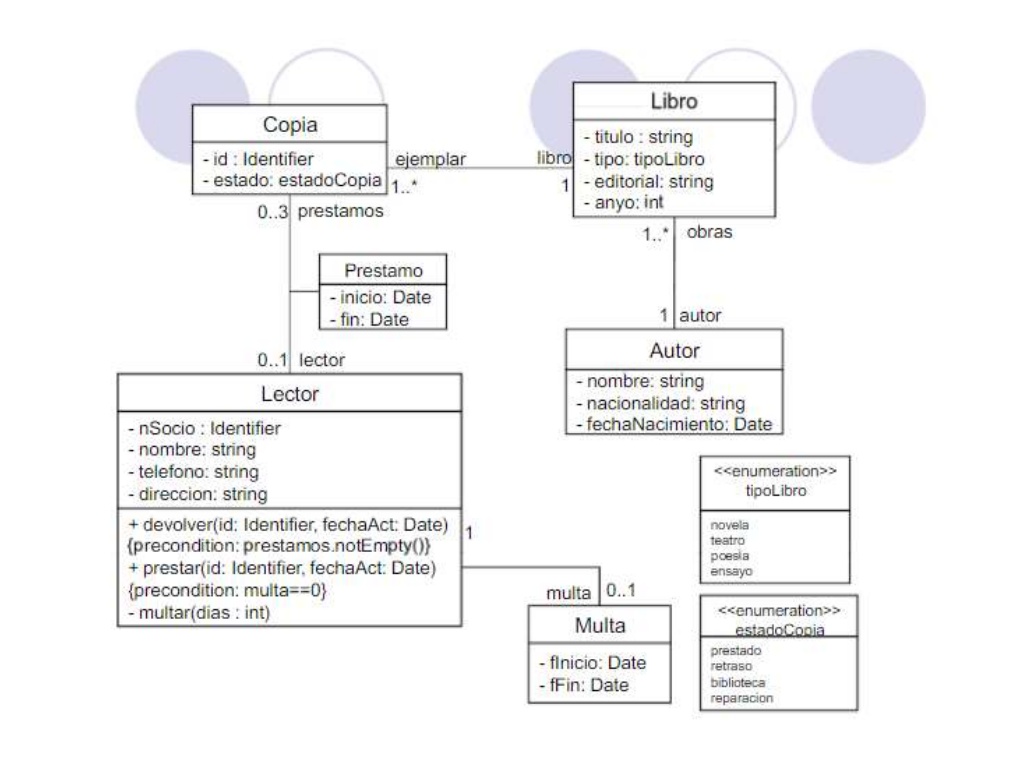 Copia
- id : Identifier
- estado: estadoCopia
ejemplar
1..*
libro
1
Libro
- titulo : string
- tipo: tipoLibro
- editorial: string
- anyo: int
0..3 prestamos
1..* obras
Prestamo
- inicio: Date
- fin: Date
0..1 lector
1 autor
Autor
- nombre: string
- nacionalidad: string
- fechaNacimiento: Date
Lector
- nSocio : Identifier
- nombre: string
- telefono: string
- direccion: string
+ devolver(id: Identifier, fechaAct: Date)
{precondition: prestamos.notEmpty()}
+ prestar(id: Identifier, fechaAct: Date)
{precondition: multa==0}
- multar(dias : int)
1
multa 0..1
Multa
- fInicio: Date
- fFin: Date
<<enumeration>>
tipoLibro
novela
teatro
poesia
ensayo
<<enumeration>>
estadoCopia
prestado
retraso
biblioteca
reparacion